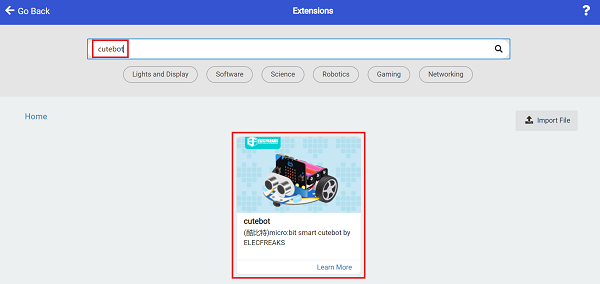 Go Back
Extensions
?
cutebot
Lights and Display
Software
Science
Robotics
Gaming
Networking
Home
Import File
ELECFREAKS
cutebot
(酷比特)micro:bit smart cutebot by
ELECFREAKS
Learn More